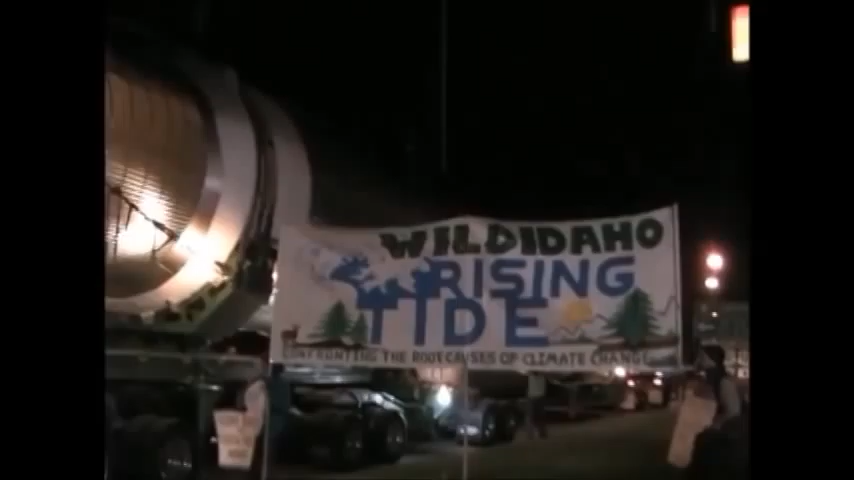 WILDIDAHO
RISING
TIDE
CONFRONTING THE ROOT CAUSES OF CLIMATE CHANGE